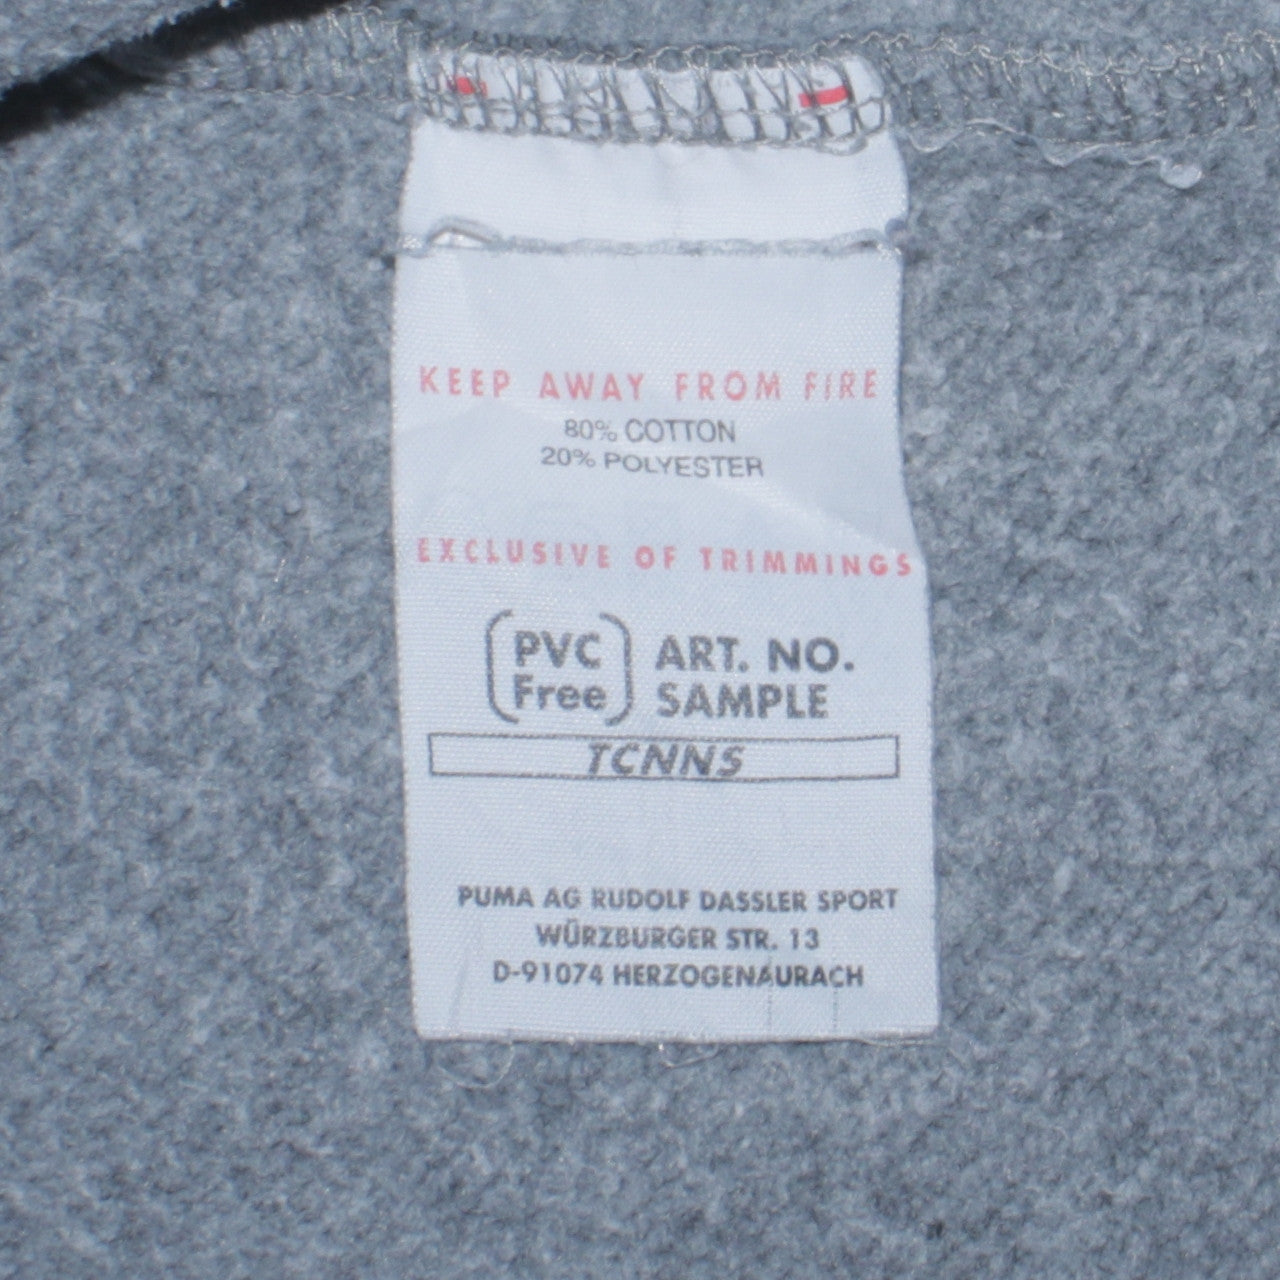 KEEP AWAY FROM FIRE
80% COTTON
20% POLYESTER
EXCLUSIVE OF TRIMMINGS
PVC Free
ART. NO.
SAMPLE
TCNNS
PUMA AG RUDOLF DASSLER SPORT
WÜRZBURGER STR. 13
D-91074 HERZOGENAURACH